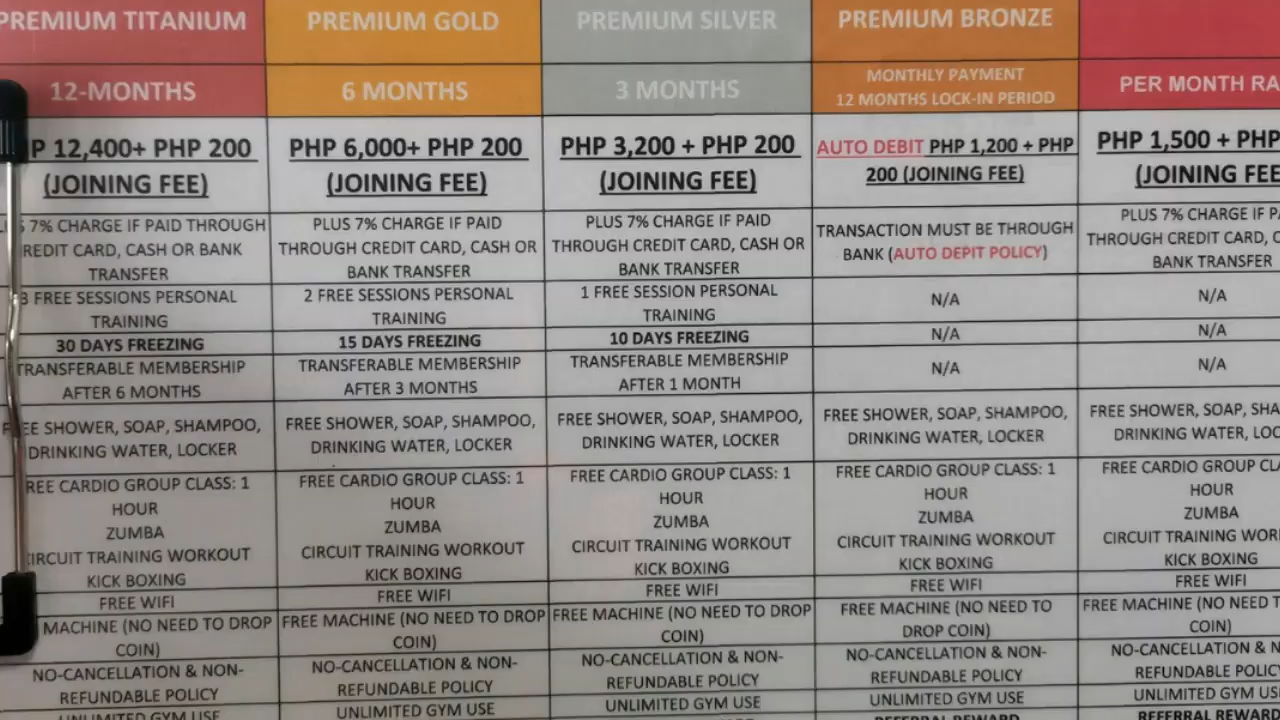 PREMIUM TITANIUM
12-MONTHS
12,400+ PHP 200
(JOINING FEE)
7% CHARGE IF PAID THROUGH
CREDIT CARD, CASH OR BANK
TRANSFER
3 FREE SESSIONS PERSONAL
TRAINING
30 DAYS FREEZING
TRANSFERABLE MEMBERSHIP
AFTER 6 MONTHS
FREE SHOWER, SOAP, SHAMPOO,
DRINKING WATER, LOCKER
FREE CARDIO GROUP CLASS: 1
HOUR
ZUMBA
CIRCUIT TRAINING WORKOUT
KICK BOXING
FREE WIFI
MACHINE (NO NEED TO DROP
COIN)
NO-CANCELLATION & NON-
REFUNDABLE POLICY
UNLIMITED GYM USE
PREMIUM GOLD
6 MONTHS
PHP 6,000+ PHP 200
(JOINING FEE)
PLUS 7% CHARGE IF PAID
THROUGH CREDIT CARD, CASH OR
BANK TRANSFER
2 FREE SESSIONS PERSONAL
TRAINING
15 DAYS FREEZING
TRANSFERABLE MEMBERSHIP
AFTER 3 MONTHS
FREE SHOWER, SOAP, SHAMPOO,
DRINKING WATER, LOCKER
FREE CARDIO GROUP CLASS: 1
HOUR
ZUMBA
CIRCUIT TRAINING WORKOUT
KICK BOXING
FREE WIFI
FREE MACHINE (NO NEED TO DROP
COIN)
NO-CANCELLATION & NON-
REFUNDABLE POLICY
UNLIMITED GYM USE
PREMIUM SILVER
3 MONTHS
PHP 3,200 + PHP 200
(JOINING FEE)
PLUS 7% CHARGE IF PAID
THROUGH CREDIT CARD, CASH OR
BANK TRANSFER
1 FREE SESSION PERSONAL
TRAINING
10 DAYS FREEZING
TRANSFERABLE MEMBERSHIP
AFTER 1 MONTH
FREE SHOWER, SOAP, SHAMPOO,
DRINKING WATER, LOCKER
FREE CARDIO GROUP CLASS: 1
HOUR
ZUMBA
CIRCUIT TRAINING WORKOUT
KICK BOXING
FREE WIFI
FREE MACHINE (NO NEED TO DROP
COIN)
NO-CANCELLATION & NON-
REFUNDABLE POLICY
UNLIMITED GYM USE
PREMIUM BRONZE
MONTHLY PAYMENT
12 MONTHS LOCK-IN PERIOD
AUTO DEBIT PHP 1,200 + PHP
200 (JOINING FEE)
TRANSACTION MUST BE THROUGH
BANK (AUTO DEPIT POLICY)
N/A
N/A
N/A
FREE SHOWER, SOAP, SHAMPOO,
DRINKING WATER, LOCKER
FREE CARDIO GROUP CLASS: 1
HOUR
ZUMBA
CIRCUIT TRAINING WORKOUT
KICK BOXING
FREE WIFI
FREE MACHINE (NO NEED TO
DROP COIN)
NO-CANCELLATION & NON-
REFUNDABLE POLICY
UNLIMITED GYM USE
REFERRAL REWARD
PER MONTH
PHP 1,500 + PHP
(JOINING FEE
PLUS 7% CHARGE IF
THROUGH CREDIT CARD,
BANK TRANSFER
N/A
N/A
N/A
FREE SHOWER, SOAP,
DRINKING WATER,
FREE CARDIO GROUP
HOUR
ZUMBA
CIRCUIT TRAINING
KICK BOXING
FREE WIFI
FREE MACHINE (NO NEED
COIN)
NO-CANCELLATION &
REFUNDABLE POLICY
UNLIMITED GYM USE
REFERRAL REWARD